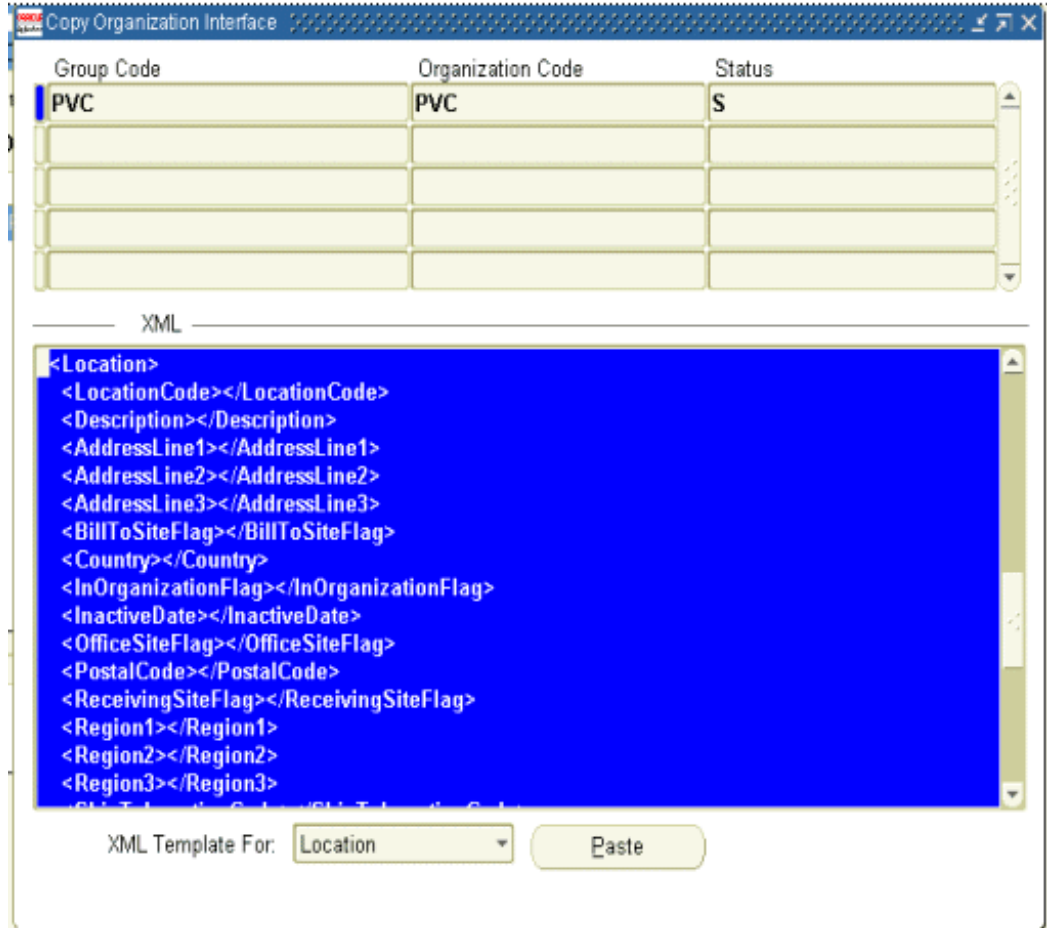 Copy Organization Interface
Group Code Organization Code Status
PVC PVC S
XML
<Location>
<LocationCode></LocationCode>
<Description></Description>
<AddressLine1></AddressLine1>
<AddressLine2></AddressLine2>
<AddressLine3></AddressLine3>
<BillToSiteFlag></BillToSiteFlag>
<Country></Country>
<InOrganizationFlag></InOrganizationFlag>
<InactiveDate></InactiveDate>
<OfficeSiteFlag></OfficeSiteFlag>
<PostalCode></PostalCode>
<ReceivingSiteFlag></ReceivingSiteFlag>
<Region1></Region1>
<Region2></Region2>
<Region3></Region3>
XML Template For: Location Paste